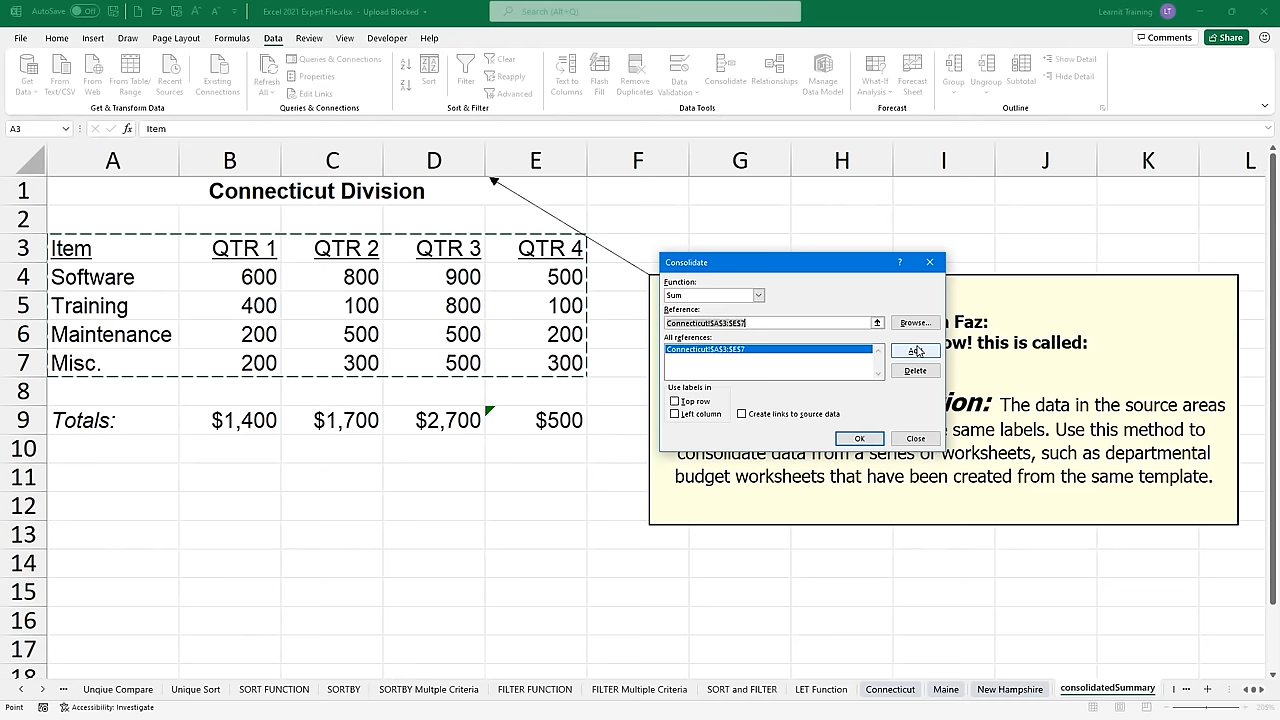 AutoSave Off
Excel 2021 Expert File.xlsx - Upload Blocked
Search (Alt+Q)
Learnit Training LT
File Home Insert Draw Page Layout Formulas Data Review View Developer Help
Comments Share
Get Data From Text/CSV From Web From Table/ Range Recent Sources Existing Connections
Get & Transform Data
Refresh All Queries & Connections Properties Edit Links
Queries & Connections
Sort Filter Clear Reapply Advanced
Sort & Filter
Text to Columns Flash Fill Remove Duplicates Data Validation Consolidate Relationships Manage Data Model
Data Tools
What-If Analysis Forecast Sheet
Forecast
Group Ungroup Subtotal Show Detail Hide Detail
Outline
A3 fx Item
A B C D E F G H I J K L
1 Connecticut Division
2
3 Item QTR 1 QTR 2 QTR 3 QTR 4
4 Software 600 800 900 500
5 Training 400 100 800 100
6 Maintenance 200 500 500 200
7 Misc. 200 300 500 300
8
9 Totals: $1,400 $1,700 $2,700 $500
10
11
12
13
14
15
16
17
18
Consolidate ?
Function:
Sum
Reference:
Connecticut!$A$3:$E$7 Browse...
All references:
Connecticut!$A$3:$E$7
Delete
Use labels in
Top row
Left column Create links to source data
OK Close
Faz:
this is called:
The data in the source areas
same labels. Use this method to
consolidate data from a series of worksheets, such as departmental
budget worksheets that have been created from the same template.
Unqiue Compare Unique Sort SORT FUNCTION SORTBY SORTBY Multple Criteria FILTER FUNCTION FILTER Multiple Criteria SORT and FILTER LET Function Connecticut Maine New Hampshire consolidatedSummary
Point Accessibility: Investigate 205%